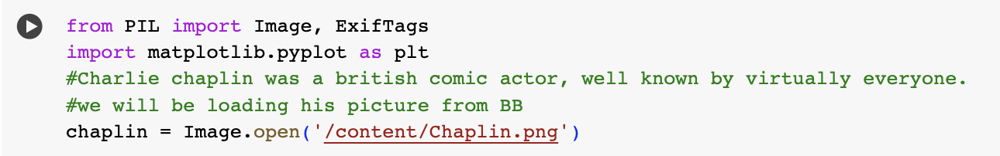 from PIL import Image, ExifTags
import matplotlib.pyplot as plt
#Charlie chaplin was a british comic actor, well known by virtually everyone.
#we will be loading his picture from BB
chaplin = Image.open('/content/Chaplin.png')